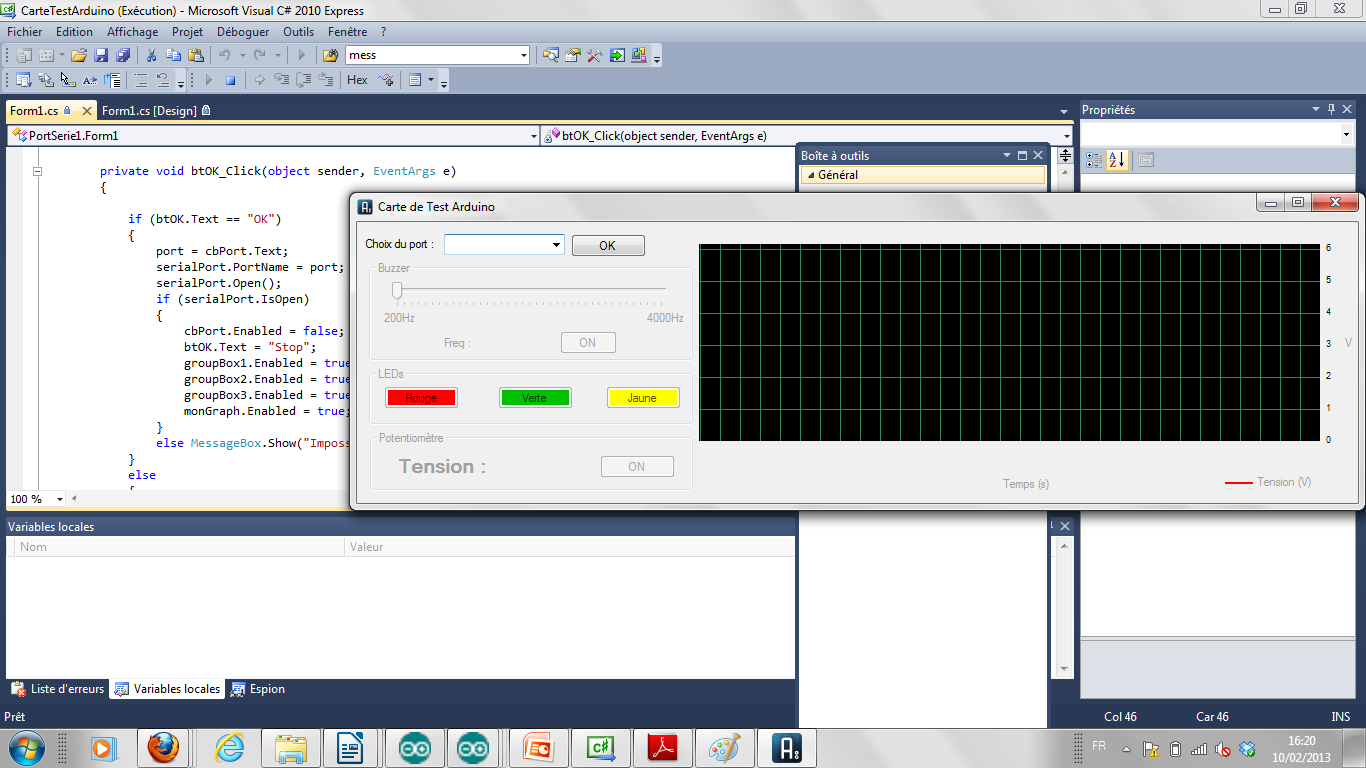 CarteTestArduino (Exécution) - Microsoft Visual C# 2010 Express
Fichier Edition Affichage Projet Déboguer Outils Fenêtre ?
mess
Hex
Form1.cs Form1.cs [Design]
PortSerie1.Form1 btOK_Click(object sender, EventArgs e)
private void btOK_Click(object sender, EventArgs e)
{
if (btOK.Text == "OK")
{
port = cbPort.Text;
serialPort.PortName = port;
serialPort.Open();
if (serialPort.IsOpen)
{
cbPort.Enabled = false;
btOK.Text = "Stop";
groupBox1.Enabled = true
groupBox2.Enabled = true
groupBox3.Enabled = true
monGraph.Enabled = true;
}
else MessageBox.Show("Imposs
}
else
{
100 %
Boîte à outils
Général
Propriétés
Carte de Test Arduino
Choix du port : OK
Buzzer
200Hz 4000Hz
Freq : ON
LEDs
Rouge Verte Jaune
Potentiomètre
Tension : ON
6
5
4
3 V
2
1
0
Temps (s) Tension (V)
Variables locales
Nom Valeur
Liste d'erreurs Variables locales Espion
Prêt Col 46 Car 46 INS
FR 16:20
10/02/2013